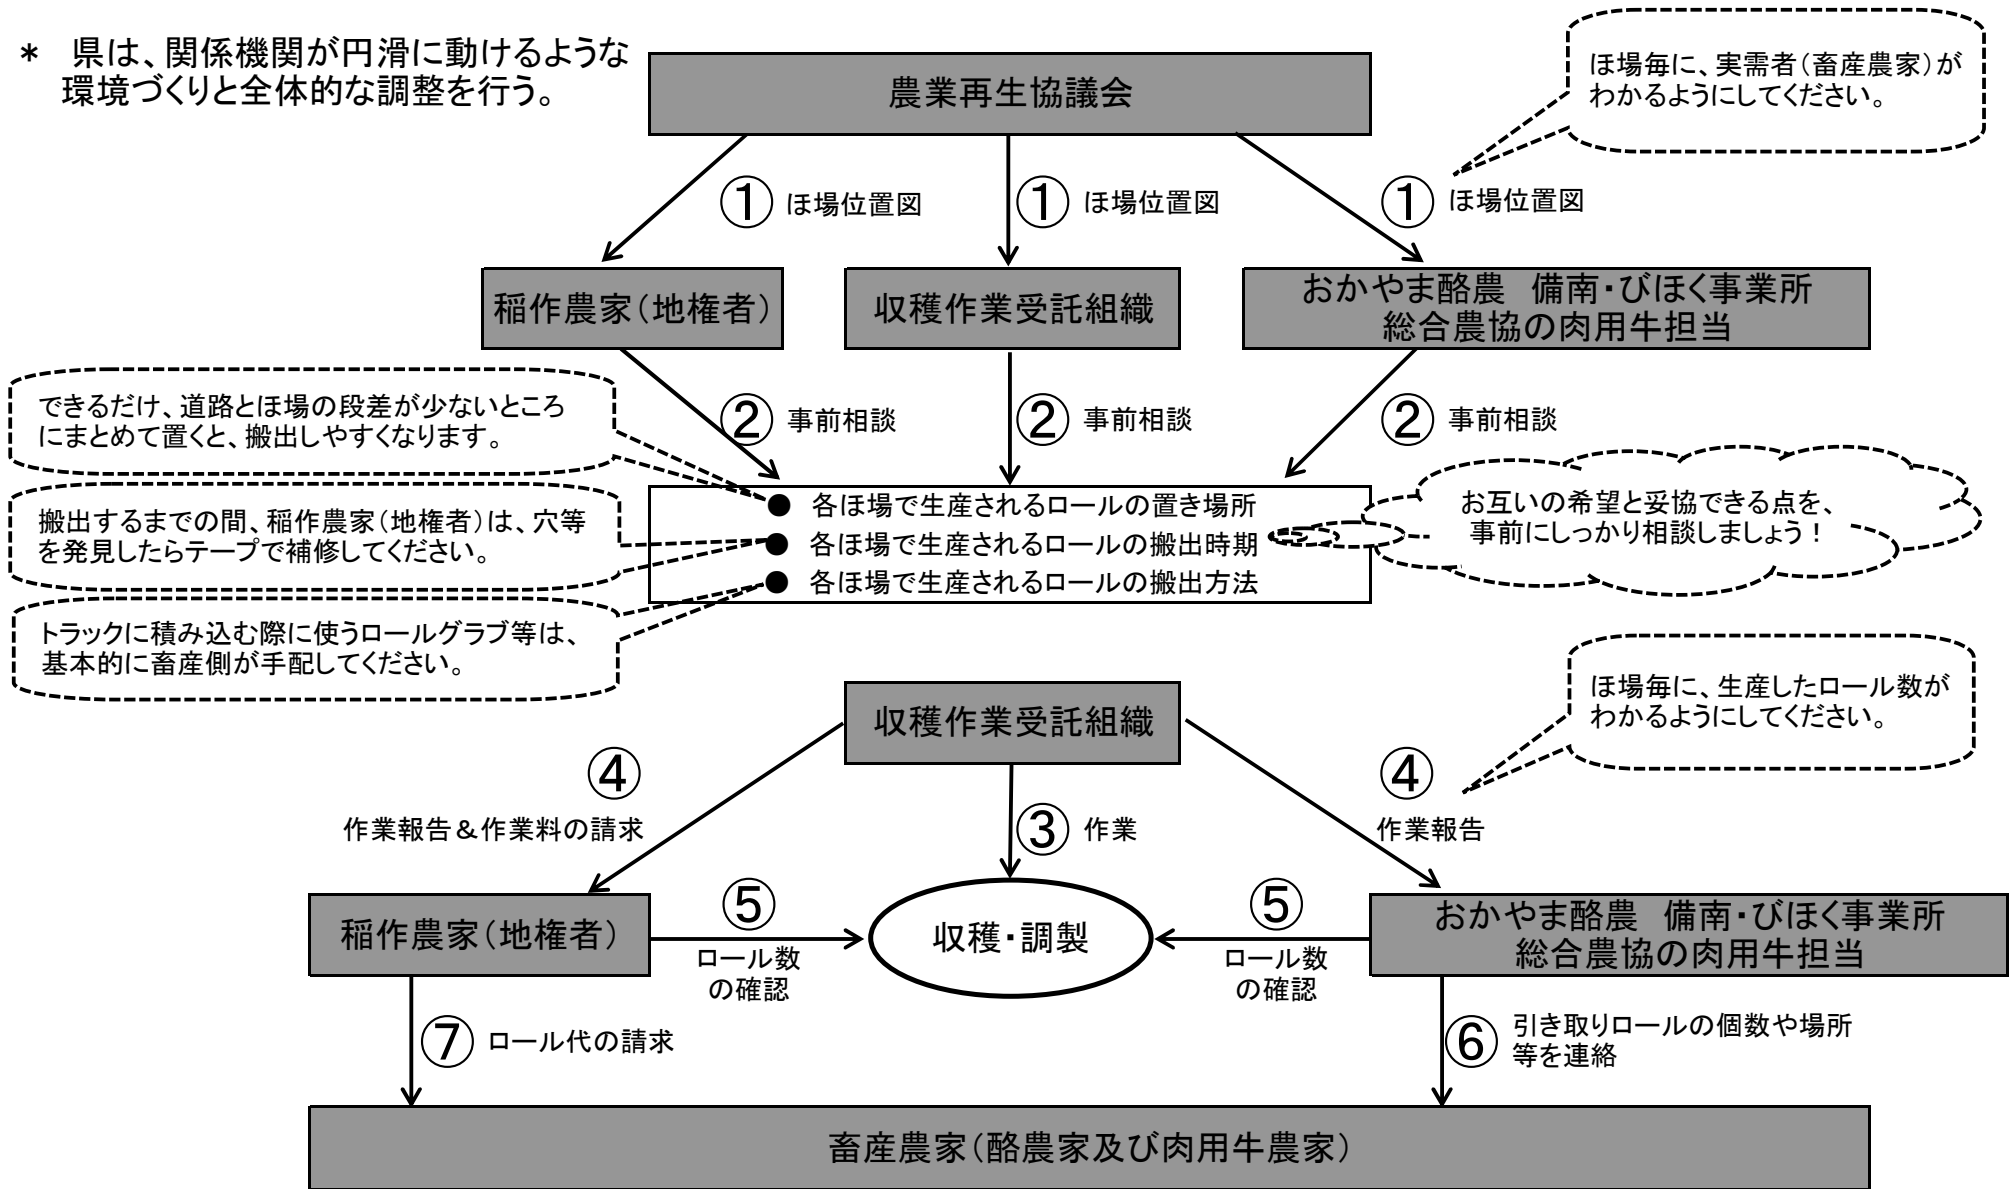 * 県は、関係機関が円滑に動けるような
環境づくりと全体的な調整を行う。
農業再生協議会
ほ場毎に、実需者(畜産農家)が
わかるようにしてください。
① ほ場位置図
① ほ場位置図
① ほ場位置図
稲作農家(地権者)
収穫作業受託組織
おかやま酪農 備南・びほく事業所
総合農協の肉用牛担当
② 事前相談
② 事前相談
② 事前相談
できるだけ、道路とほ場の段差が少ないところ
にまとめて置くと、搬出しやすくなります。
搬出するまでの間、稲作農家(地権者)は、穴等
を発見したらテープで補修してください。
トラックに積み込む際に使うロールグラブ等は、
基本的に畜産側が手配してください。
● 各ほ場で生産されるロールの置き場所
● 各ほ場で生産されるロールの搬出時期
● 各ほ場で生産されるロールの搬出方法
お互いの希望と妥協できる点を、
事前にしっかり相談しましょう!
収穫作業受託組織
ほ場毎に、生産したロール数が
わかるようにしてください。
④
作業報告&作業料の請求
③ 作業
④
作業報告
稲作農家(地権者)
⑤
ロール数
の確認
収穫・調製
⑤
ロール数
の確認
おかやま酪農 備南・びほく事業所
総合農協の肉用牛担当
⑦ ロール代の請求
⑥ 引き取りロールの個数や場所
等を連絡
畜産農家(酪農家及び肉用牛農家)